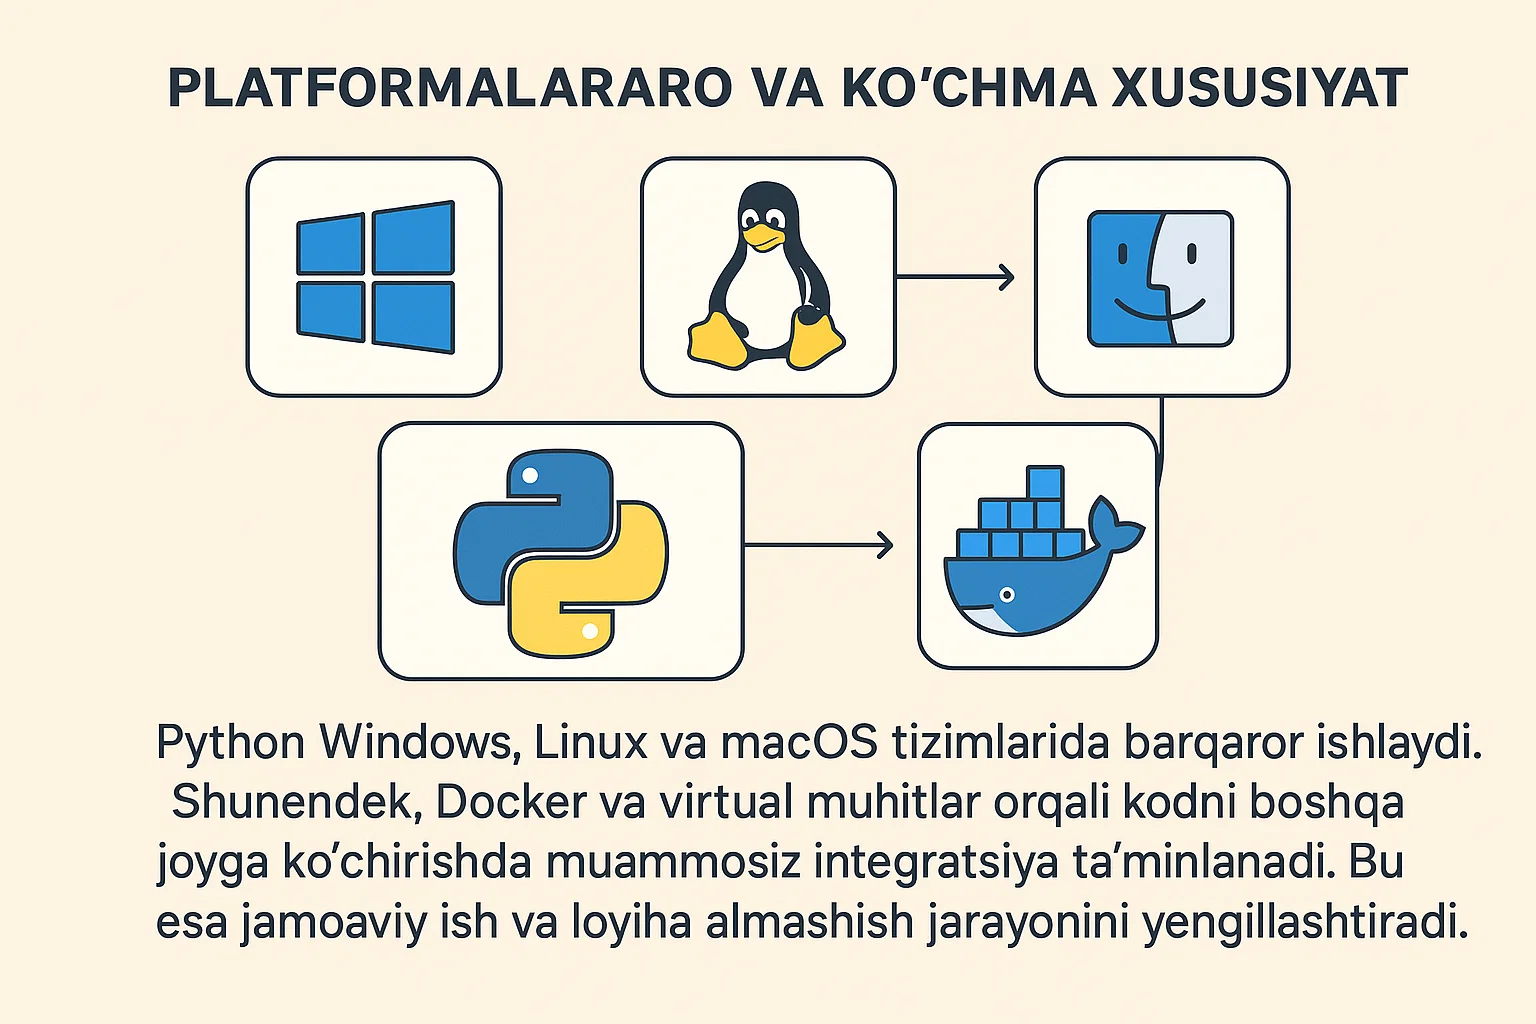 PLATFORMALARARO VA KO′CHMA XUSUSIYAT
Python Windows, Linux va macOS tizimlarida barqaror ishlaydi.
Shunendek, Docker va virtual muhitlar orqali kodni boshqa
joyga ko′chirishda muammosiz integratsiya ta′minlanadi. Bu
esa jamoaviy ish va loyiha almashish jarayonini yengillashtiradi.